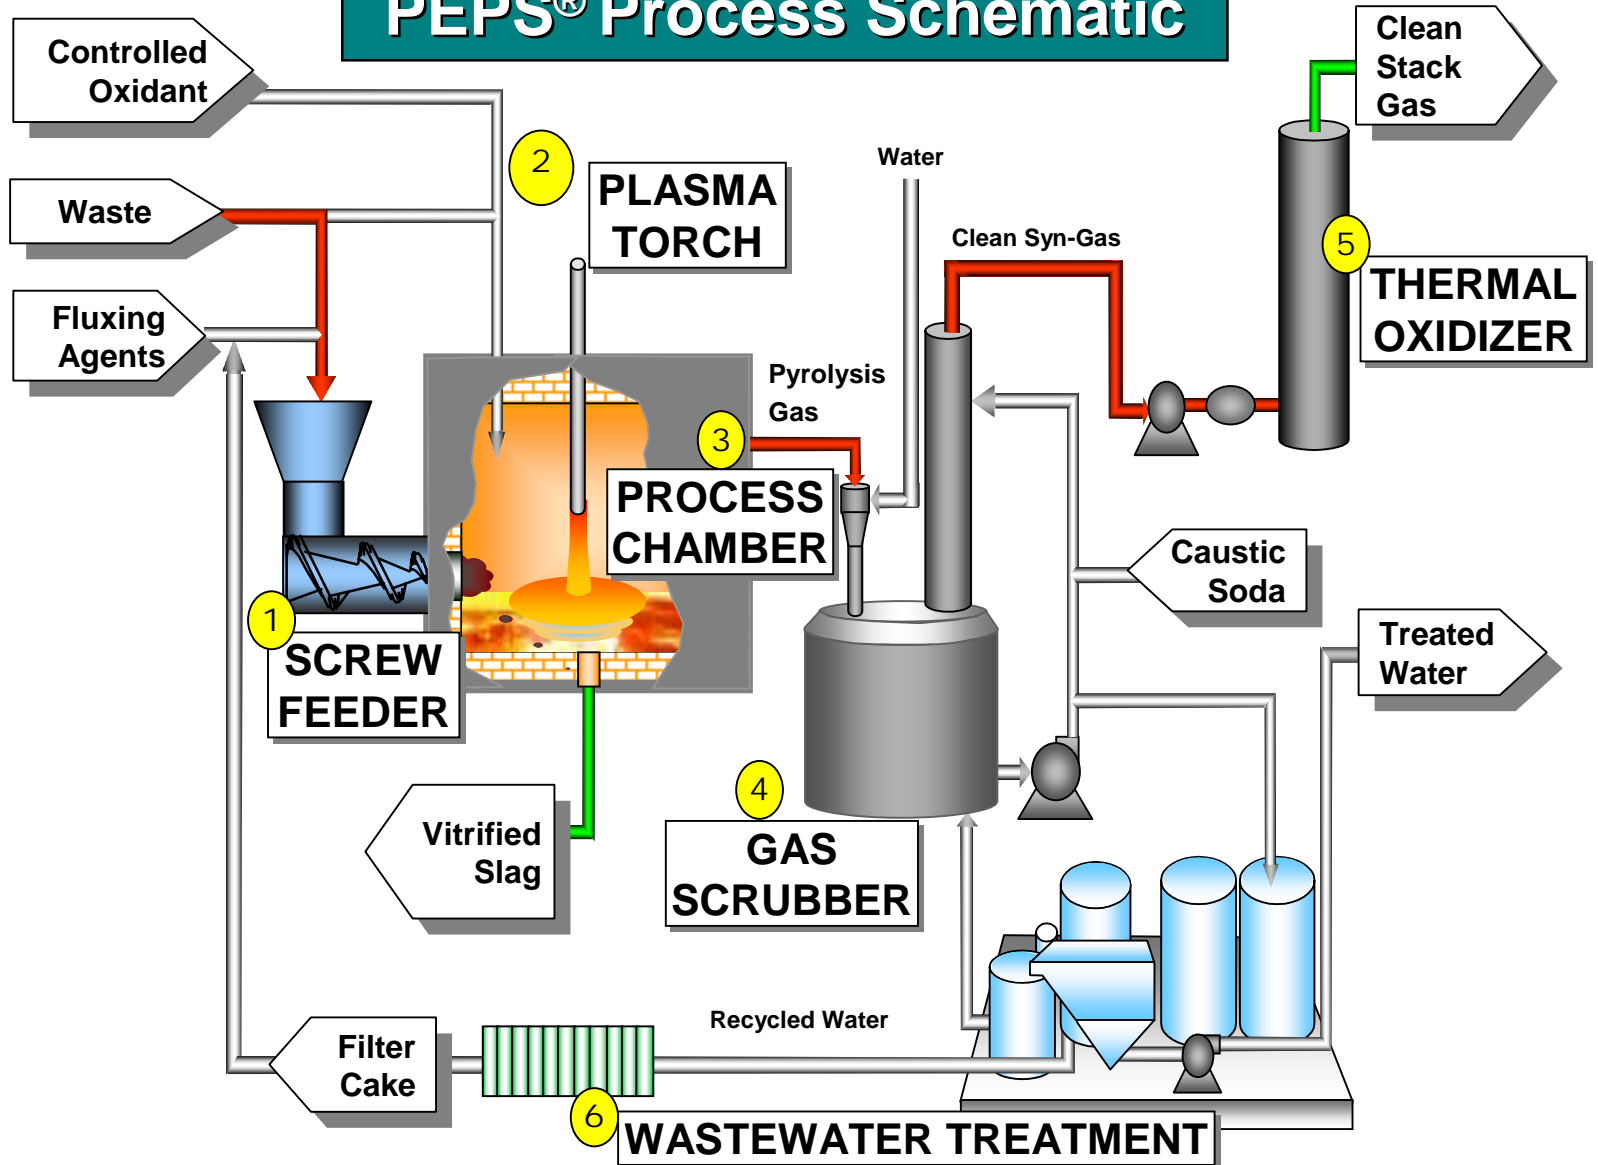 PEPS® Process Schematic
Controlled
Oxidant
Clean
Stack
Gas
2
PLASMA
TORCH
Water
Waste
Clean Syn-Gas
5
THERMAL
OXIDIZER
Fluxing
Agents
Pyrolysis
Gas
3
PROCESS
CHAMBER
Caustic
Soda
1
SCREW
FEEDER
Treated
Water
4
GAS
SCRUBBER
Vitrified
Slag
Recycled Water
Filter
Cake
6
WASTEWATER TREATMENT